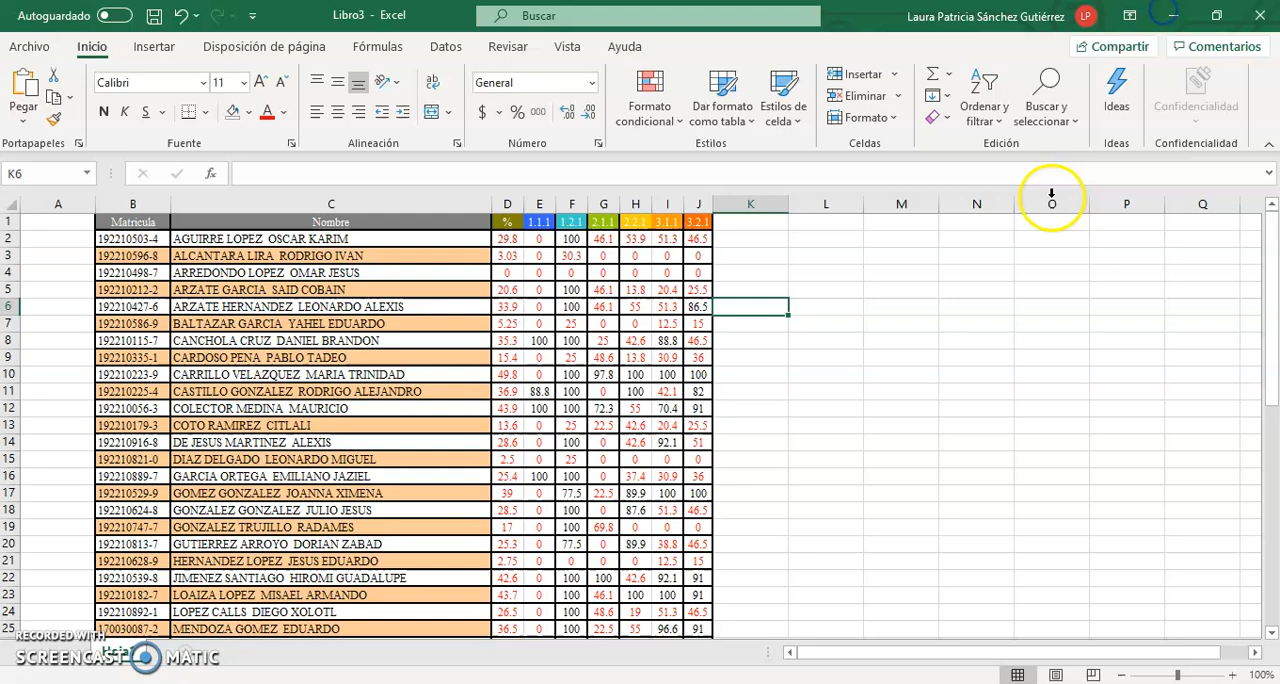 Autoguardado
Libro3 - Excel
Buscar
Laura Patricia Sánchez Gutiérrez
LP
Archivo Inicio Insertar Disposición de página Fórmulas Datos Revisar Vista Ayuda
Compartir Comentarios
Calibri 11
General
Insertar
Eliminar
Formato
Pegar
N K S
$ % 000
Formato condicional
Dar formato como tabla
Estilos de celda
Ordenar y filtrar
Buscar y seleccionar
Ideas
Confidencialidad
Portapapeles Fuente Alineación Número Estilos Celdas Edición Ideas Confidencialidad
K6 fx
A B C D E F G H I J K L M N O P Q
1 Matricula Nombre % 1.1.1 1.2.1 2.1.1 2.2.1 3.1.1 3.2.1
2 192210503-4 AGUIRRE LOPEZ OSCAR KARIM 29.8 0 100 46.1 53.9 51.3 46.5
3 192210596-8 ALCANTARA LIRA RODRIGO IVAN 3.03 0 30.3 0 0 0 0
4 192210498-7 ARREDONDO LOPEZ OMAR JESUS 0 0 0 0 0 0 0
5 192210212-2 ARZATE GARCIA SAID COBAIN 20.6 0 100 46.1 13.8 20.4 25.5
6 192210427-6 ARZATE HERNANDEZ LEONARDO ALEXIS 33.9 0 100 46.1 55 51.3 86.5
7 192210586-9 BALTAZAR GARCIA YAHEL EDUARDO 5.25 0 25 0 0 12.5 15
8 192210115-7 CANCHOLA CRUZ DANIEL BRANDON 35.3 100 100 25 42.6 88.8 46.5
9 192210335-1 CARDOSO PENA PABLO TADEO 15.4 0 25 48.6 13.8 30.9 36
10 192210223-9 CARRILLO VELAZQUEZ MARIA TRINIDAD 49.8 0 100 97.8 100 100 100
11 192210225-4 CASTILLO GONZALEZ RODRIGO ALEJANDRO 36.9 88.8 100 0 100 42.1 82
12 192210056-3 COLECTOR MEDINA MAURICIO 43.9 100 100 72.3 55 70.4 91
13 192210179-3 COTO RAMIREZ CITLALI 13.6 0 25 22.5 42.6 20.4 25.5
14 192210916-8 DE JESUS MARTINEZ ALEXIS 28.6 0 100 0 42.6 92.1 51
15 192210821-0 DIAZ DELGADO LEONARDO MIGUEL 2.5 0 25 0 0 0 0
16 192210889-7 GARCIA ORTEGA EMILIANO JAZIEL 25.4 100 100 0 37.4 30.9 36
17 192210529-9 GOMEZ GONZALEZ JOANNA XIMENA 39 0 77.5 22.5 89.9 100 100
18 192210624-8 GONZALEZ GONZALEZ JULIO JESUS 28.5 0 100 0 87.6 51.3 46.5
19 192210747-7 GONZALEZ TRUJILLO RADAMES 17 0 100 69.8 0 0 0
20 192210813-7 GUTIERREZ ARROYO DORIAN ZABAD 25.3 0 77.5 0 89.9 38.8 46.5
21 192210628-9 HERNANDEZ LOPEZ JESUS EDUARDO 2.75 0 0 0 0 12.5 15
22 192210539-8 JIMENEZ SANTIAGO HIROMI GUADALUPE 42.6 0 100 100 42.6 92.1 91
23 192210182-7 LOAIZA LOPEZ MISAEL ARMANDO 43.7 0 100 46.1 100 100 91
24 192210892-1 LOPEZ CALLS DIEGO XOLOTL 26.5 0 100 48.6 19 51.3 46.5
25 170030087-2 MENDOZA GOMEZ EDUARDO 36.5 0 100 22.5 55 96.6 91
RECORDED WITH
SCREENCAST MATIC
100%